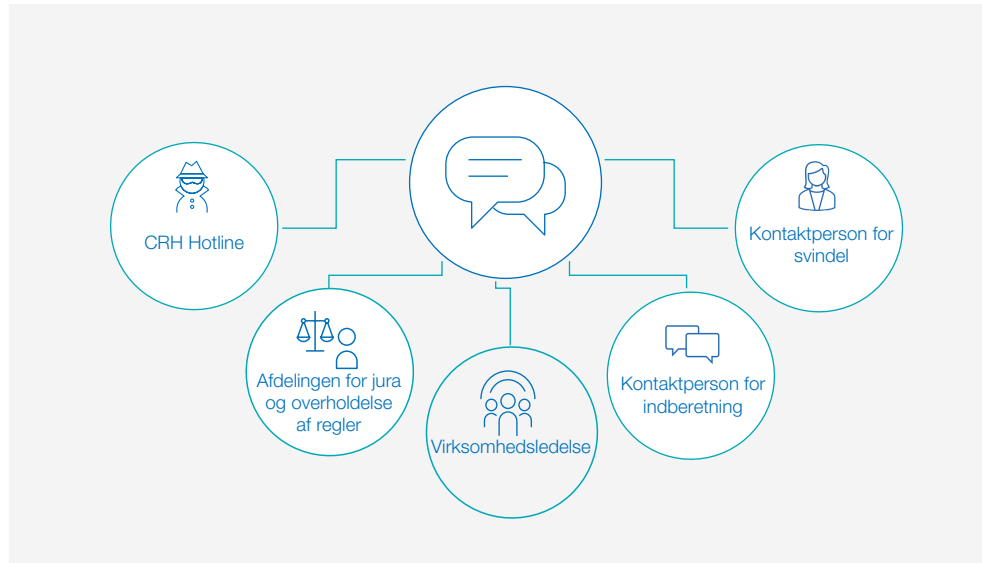 CRH Hotline
Afdelingen for jura
og overholdelse
af regler
Virksomhedsledelse
Kontaktperson for
indberetning
Kontaktperson for
svindel